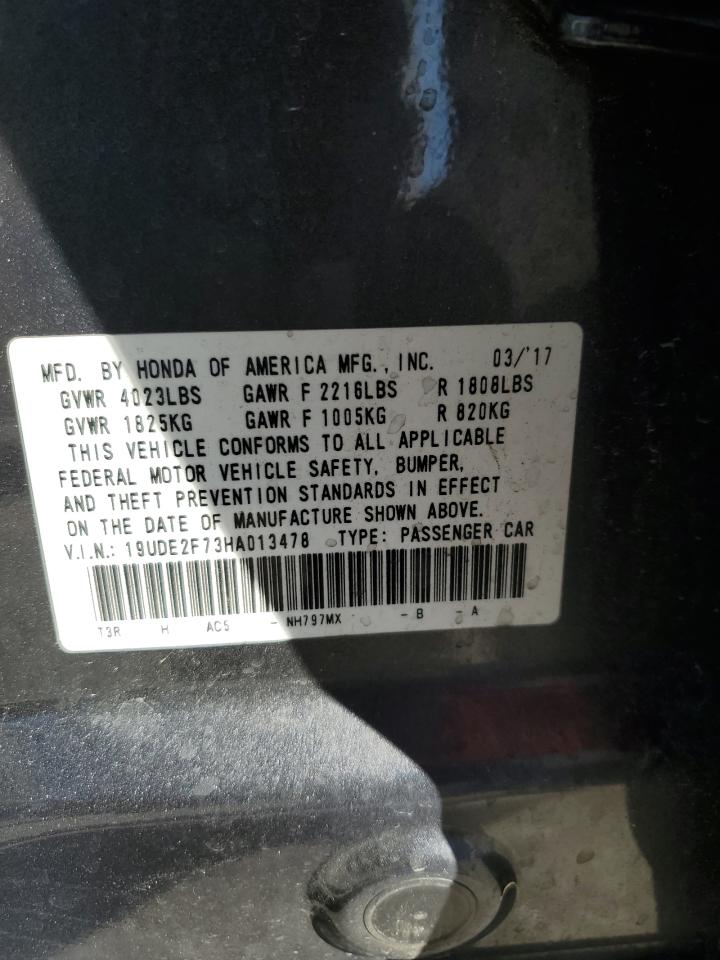 MFD. BY HONDA OF AMERICA MFG., INC. 03/'17
GVWR 4023LBS GAWR F 2216LBS R 1808LBS
GVWR 1825KG GAWR F 1005KG R 820KG
THIS VEHICLE CONFORMS TO ALL APPLICABLE
FEDERAL MOTOR VEHICLE SAFETY, BUMPER,
AND THEFT PREVENTION STANDARDS IN EFFECT
ON THE DATE OF MANUFACTURE SHOWN ABOVE.
V.I.N.: 19UDE2F73HA013478 TYPE: PASSENGER CAR
T3R H AC5 - NH797MX - B - A